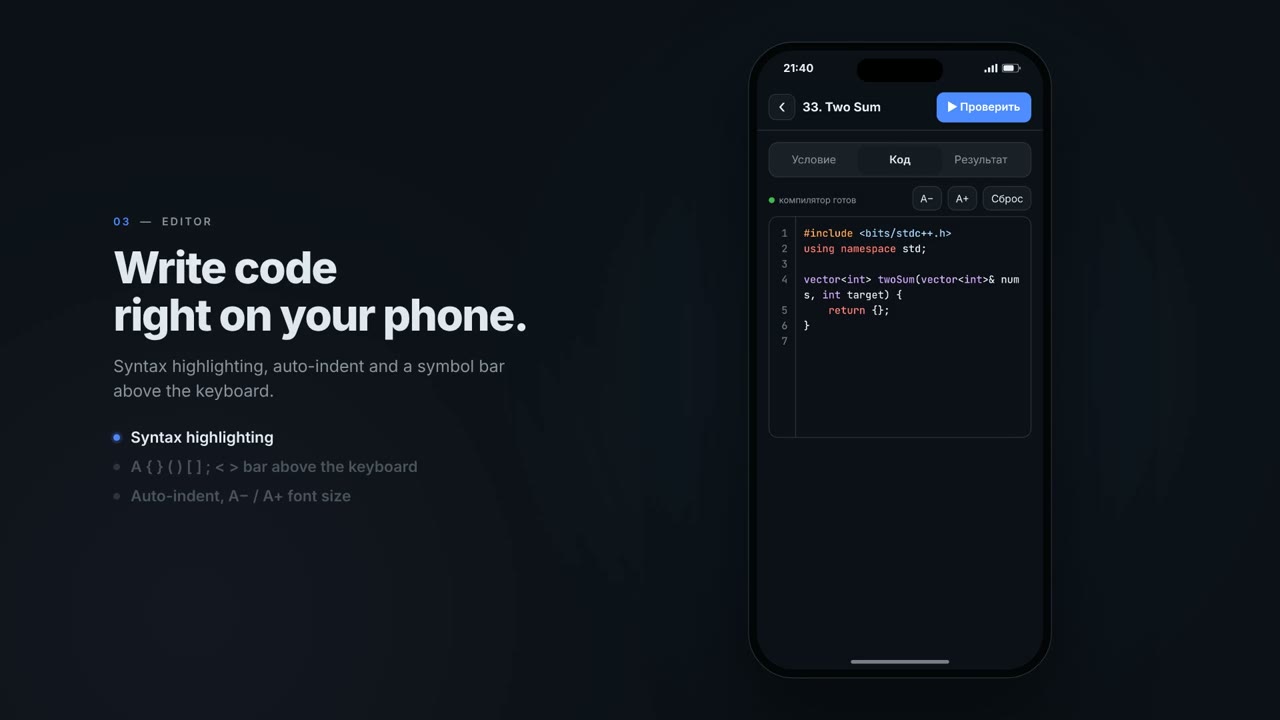 03 — EDITOR
Write code
right on your phone.
Syntax highlighting, auto-indent and a symbol bar
above the keyboard.
Syntax highlighting
A { } ( ) [ ] ; < > bar above the keyboard
Auto-indent, A− / A+ font size
21:40
33. Two Sum
Проверить
Условие Код Результат
компилятор готов A− A+ Сброс
1 #include <bits/stdc++.h>
2 using namespace std;
3
4 vector<int> twoSum(vector<int>& num
s, int target) {
5     return {};
6 }
7